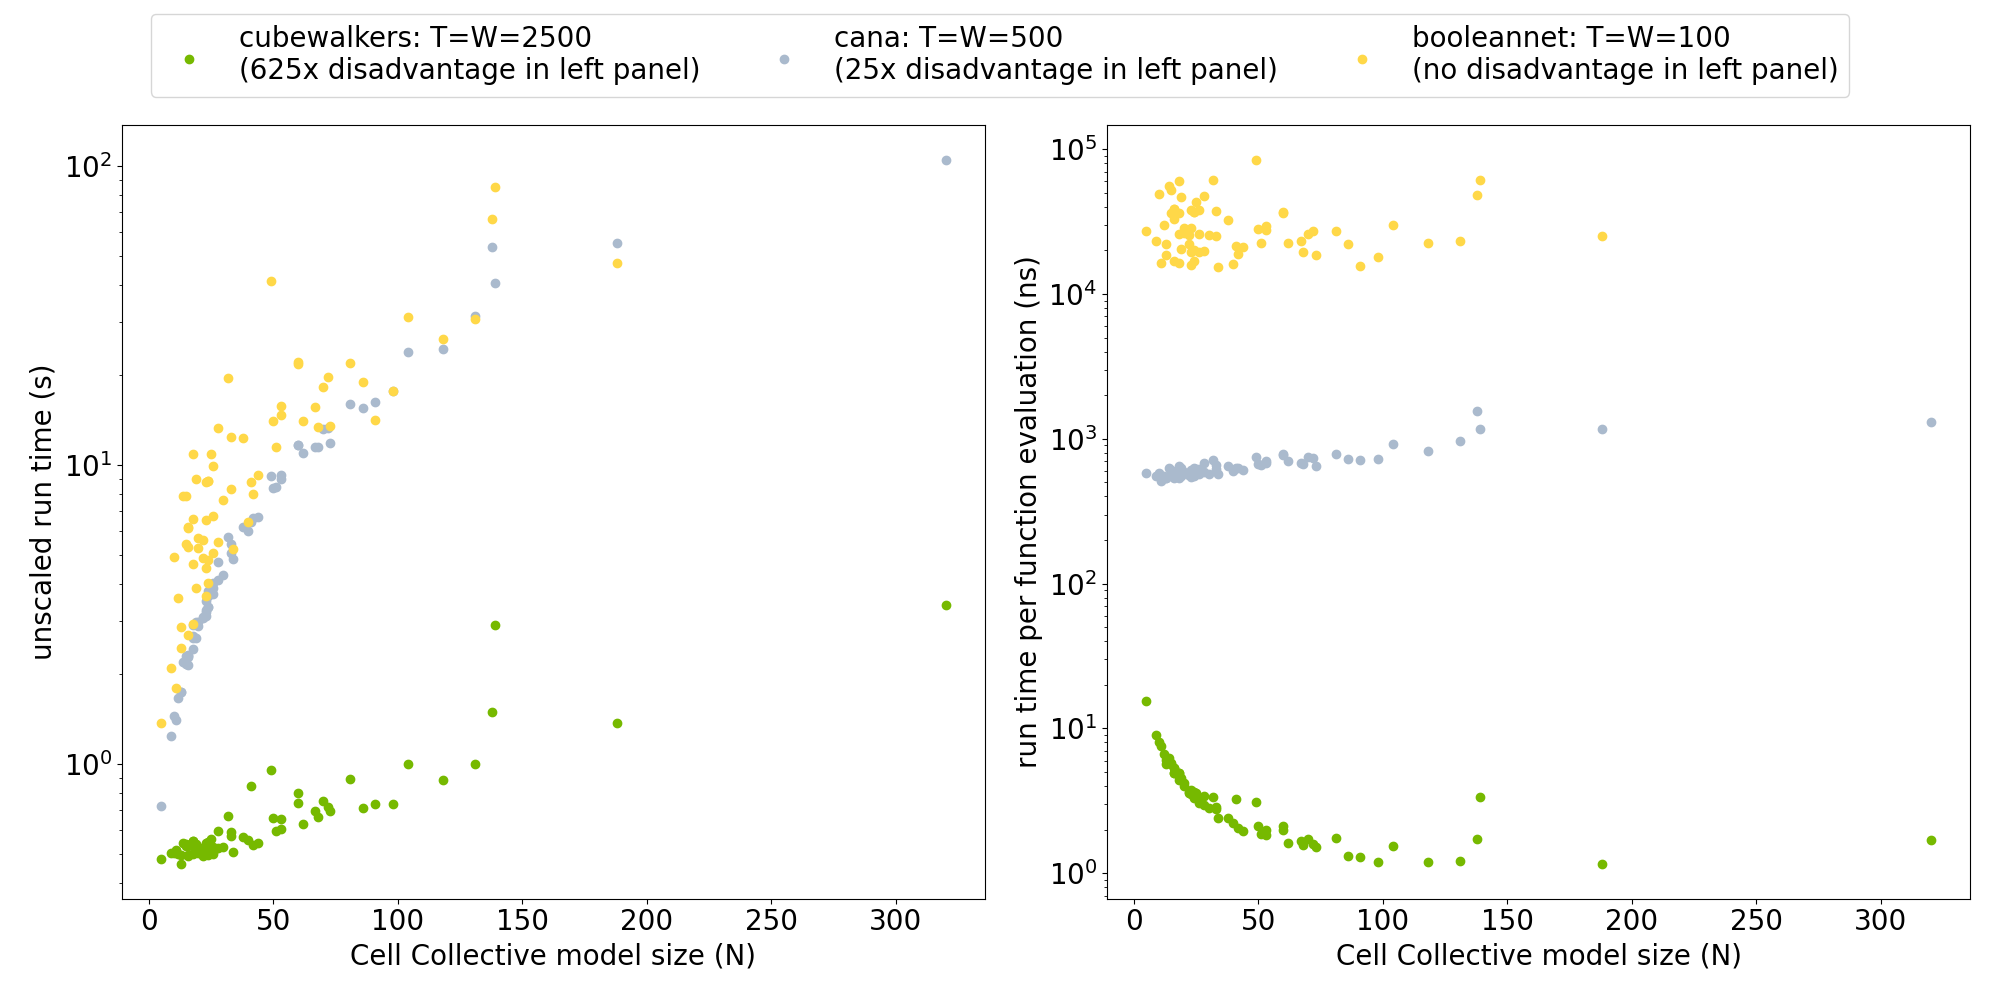 cubewalkers: T=W=2500
(625x disadvantage in left panel)
cana: T=W=500
(25x disadvantage in left panel)
booleannet: T=W=100
(no disadvantage in left panel)
unscaled run time (s)
10²
10¹
10⁰
0 50 100 150 200 250 300
Cell Collective model size (N)
run time per function evaluation (ns)
10⁵
10⁴
10³
10²
10¹
10⁰
0 50 100 150 200 250 300
Cell Collective model size (N)